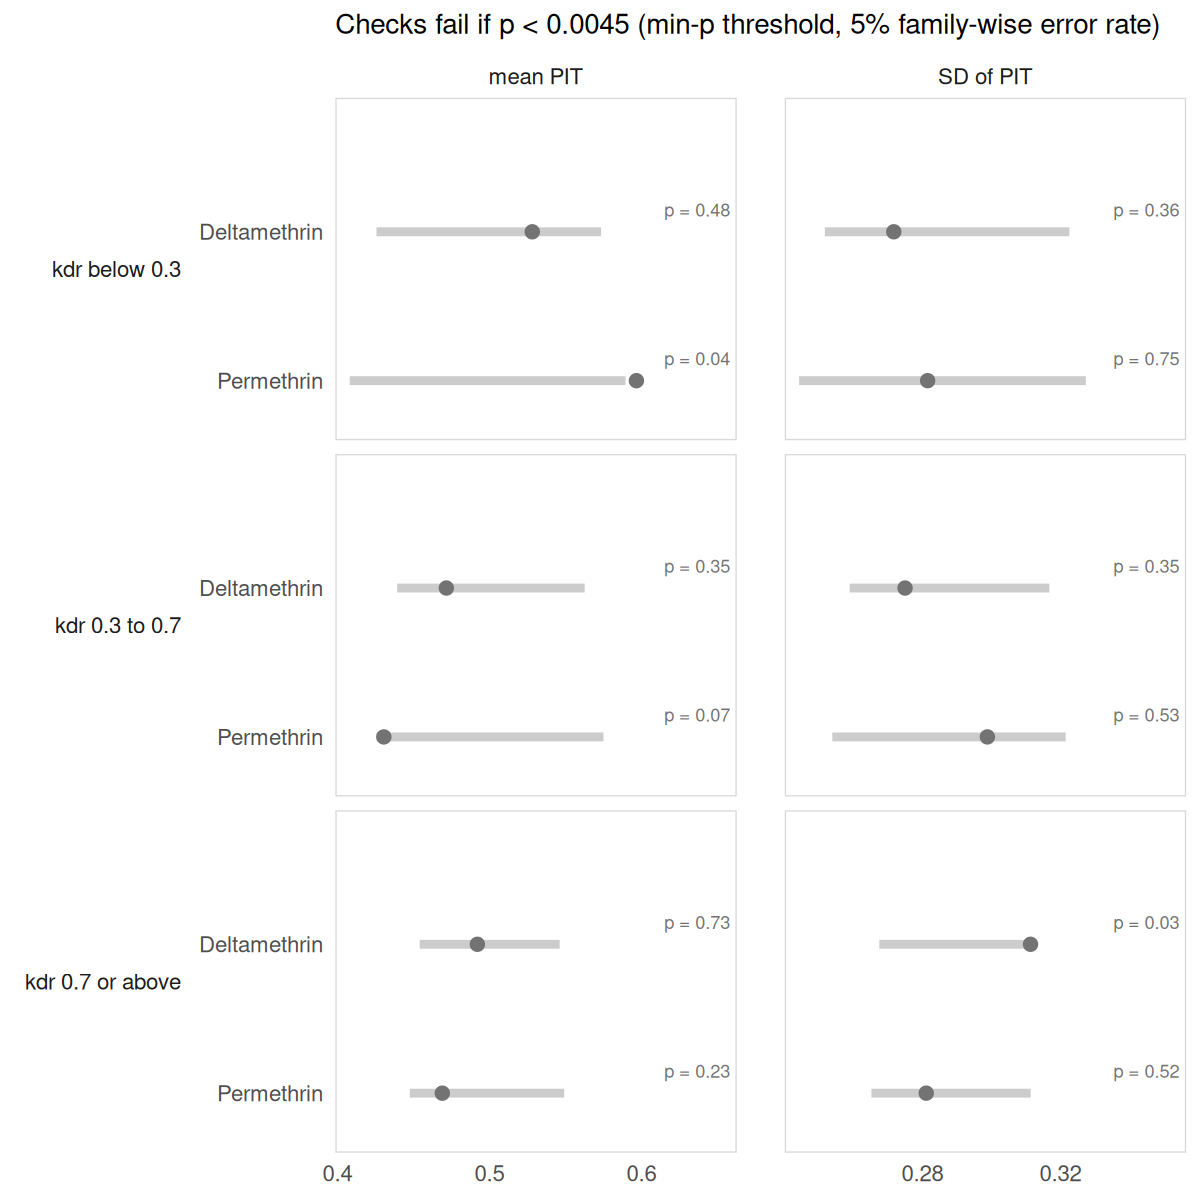 Checks fail if p < 0.0045 (min-p threshold, 5% family-wise error rate)
mean PIT
SD of PIT
kdr below 0.3
Deltamethrin
p = 0.48
p = 0.36
Permethrin
p = 0.04
p = 0.75
kdr 0.3 to 0.7
Deltamethrin
p = 0.35
p = 0.35
Permethrin
p = 0.07
p = 0.53
kdr 0.7 or above
Deltamethrin
p = 0.73
p = 0.03
Permethrin
p = 0.23
p = 0.52
0.4 0.5 0.6
0.28 0.32